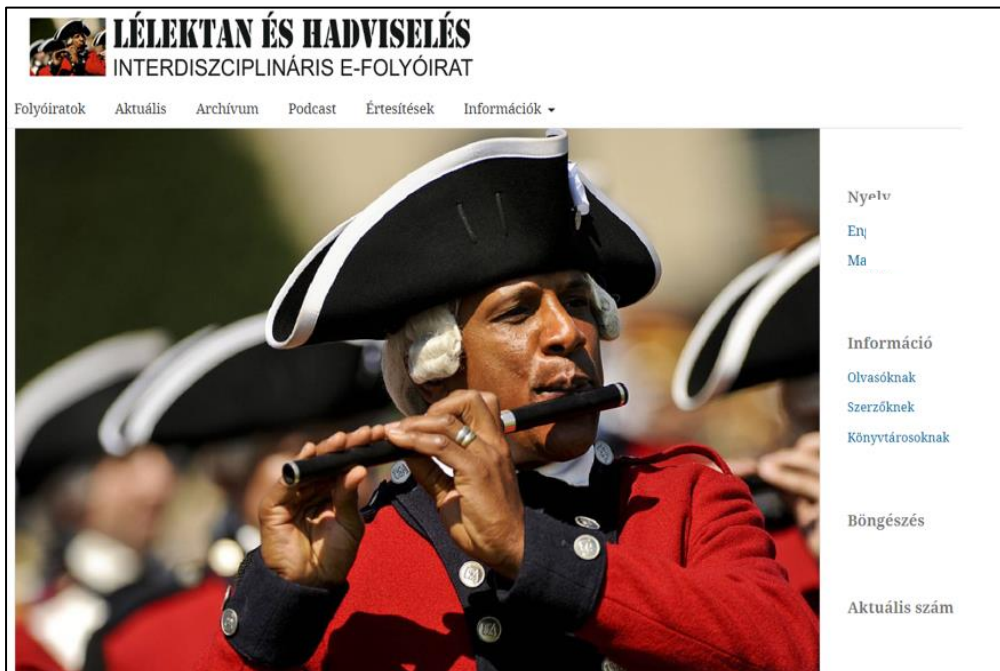 LÉLEKTAN ÉS HADVISELÉS
INTERDISZCIPLINÁRIS E-FOLYÓIRAT
Folyóiratok Aktuális Archívum Podcast Értesítések Információk
Információ
Olvasóknak
Szerzőknek
Könyvtárosoknak
Böngészés
Aktuális szám